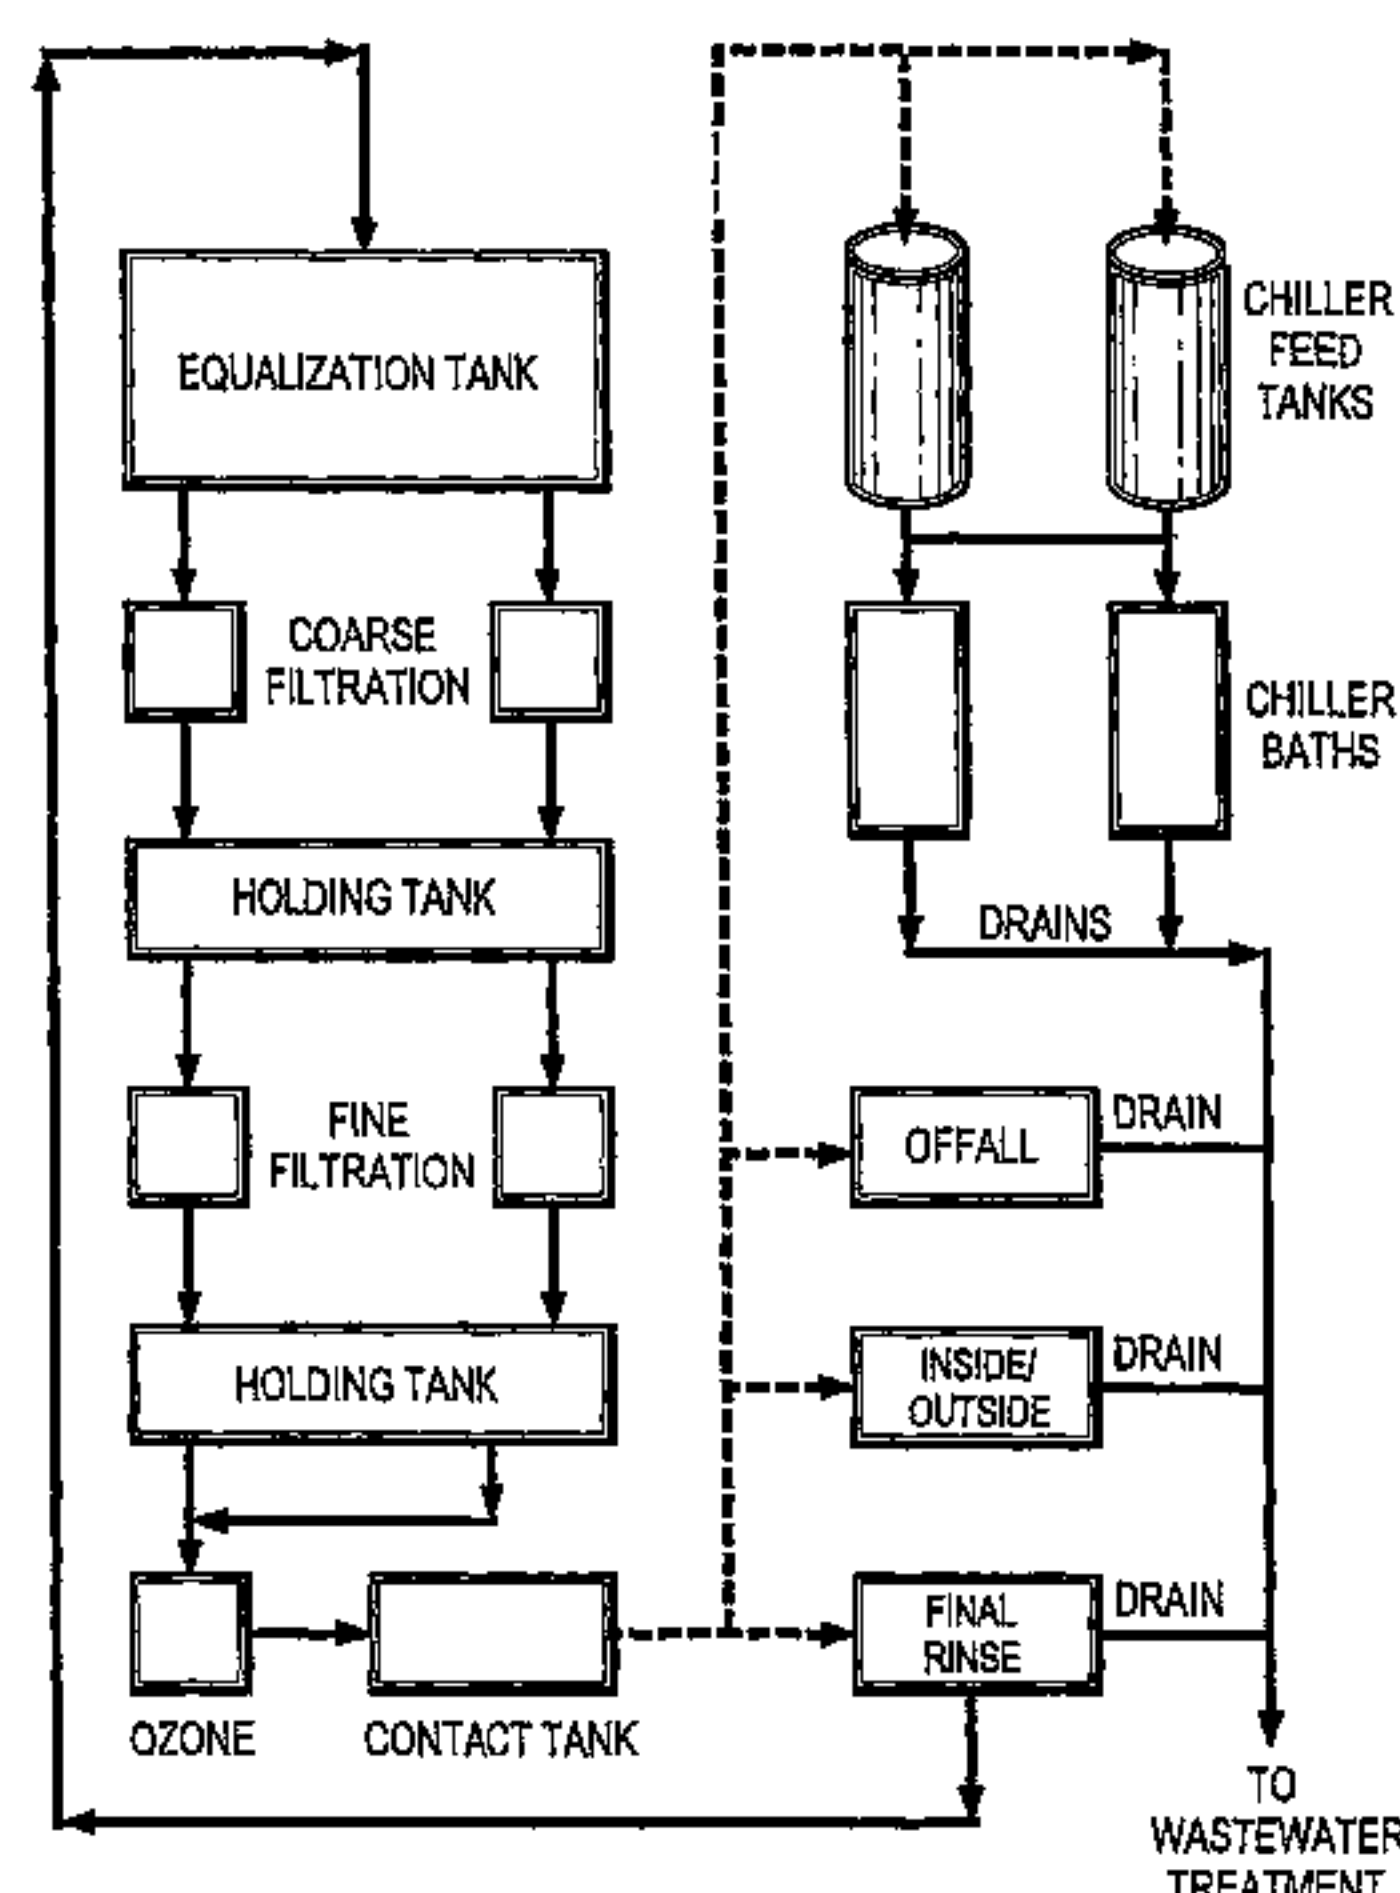 EQUALIZATION TANK
COARSE
FILTRATION
HOLDING TANK
FINE
FILTRATION
HOLDING TANK
OZONE
CONTACT TANK
CHILLER
FEED
TANKS
CHILLER
BATHS
DRAINS
OFFALL
DRAIN
INSIDE/
OUTSIDE
DRAIN
FINAL
RINSE
DRAIN
TO
WASTEWATER
TREATMENT